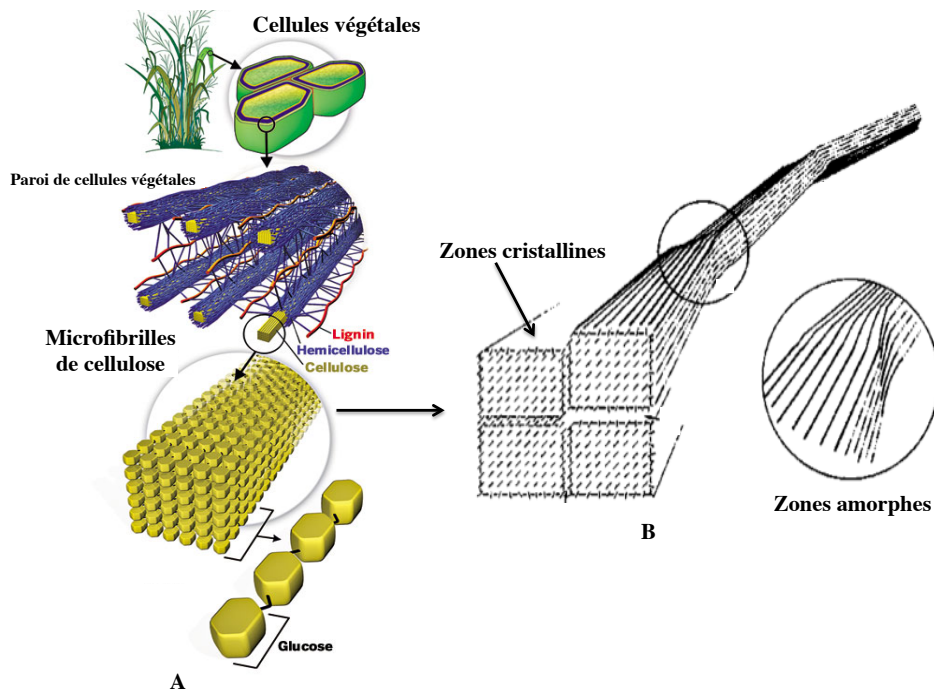 Cellules végétales
Paroi de cellules végétales
Zones cristallines
Microfibrilles
de cellulose
Lignin
Hemicellulose
Cellulose
Zones amorphes
B
Glucose
A